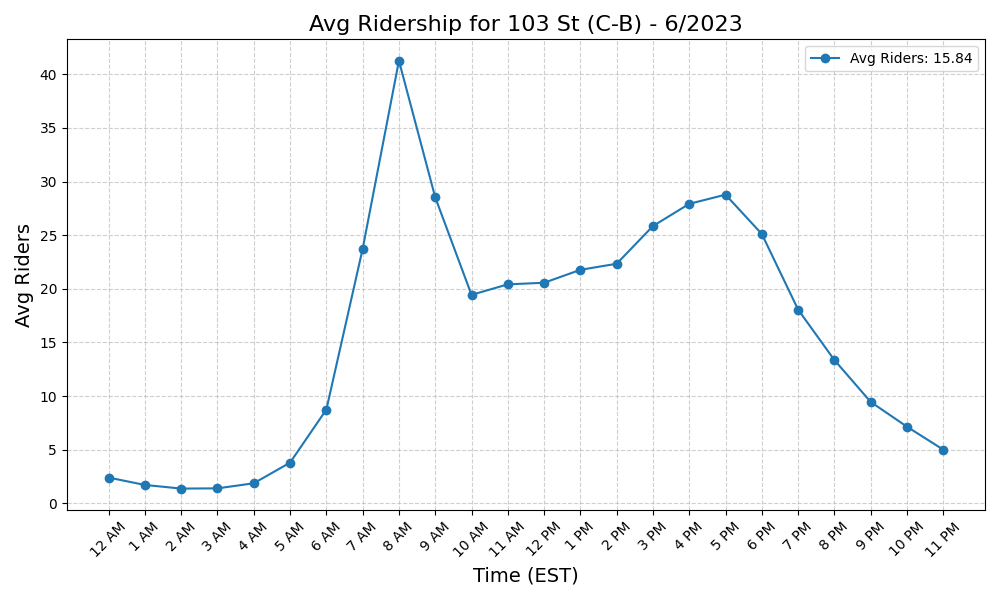 Avg Ridership for 103 St (C-B) - 6/2023
Avg Riders: 15.84
Avg Riders
40
35
30
25
20
15
10
5
0
12 AM
1 AM
2 AM
3 AM
4 AM
5 AM
6 AM
7 AM
8 AM
9 AM
10 AM
11 AM
12 PM
1 PM
2 PM
3 PM
4 PM
5 PM
6 PM
7 PM
8 PM
9 PM
10 PM
11 PM
Time (EST)